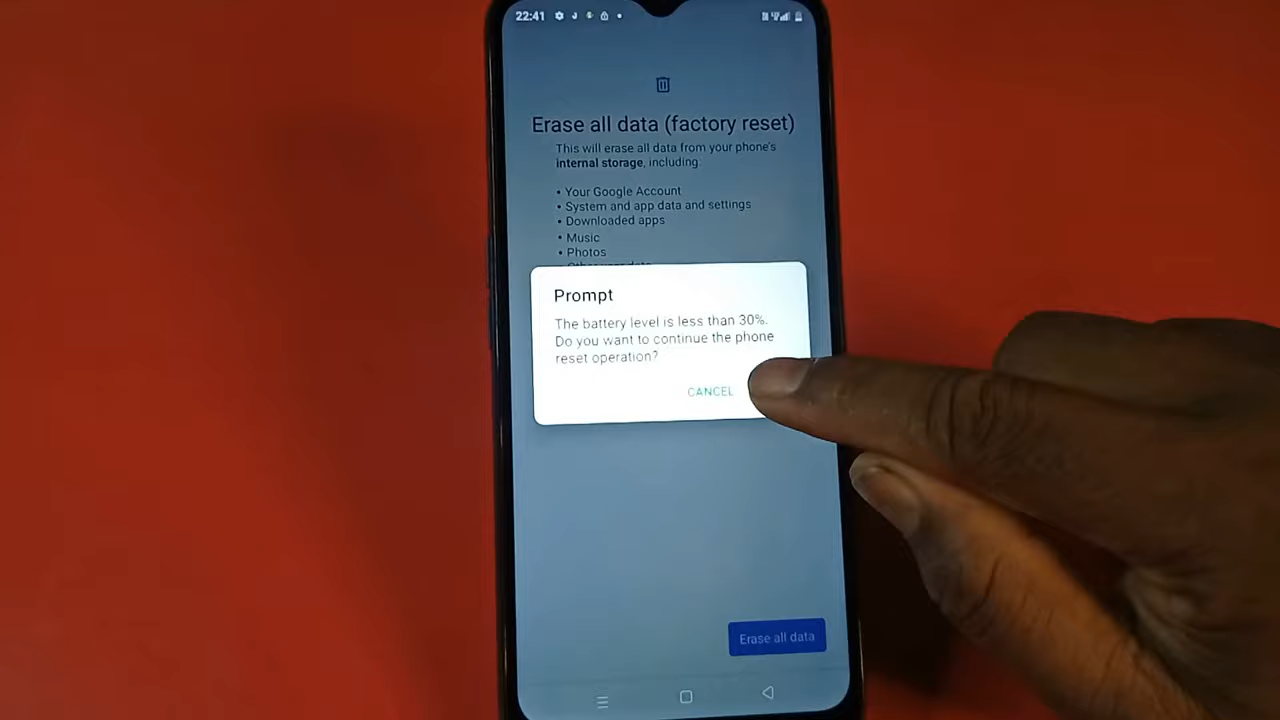 22:41
Erase all data (factory reset)
This will erase all data from your phone's
internal storage, including:
• Your Google Account
• System and app data and settings
• Downloaded apps
• Music
• Photos
Prompt
The battery level is less than 30%.
Do you want to continue the phone
reset operation?
CANCEL
Erase all data